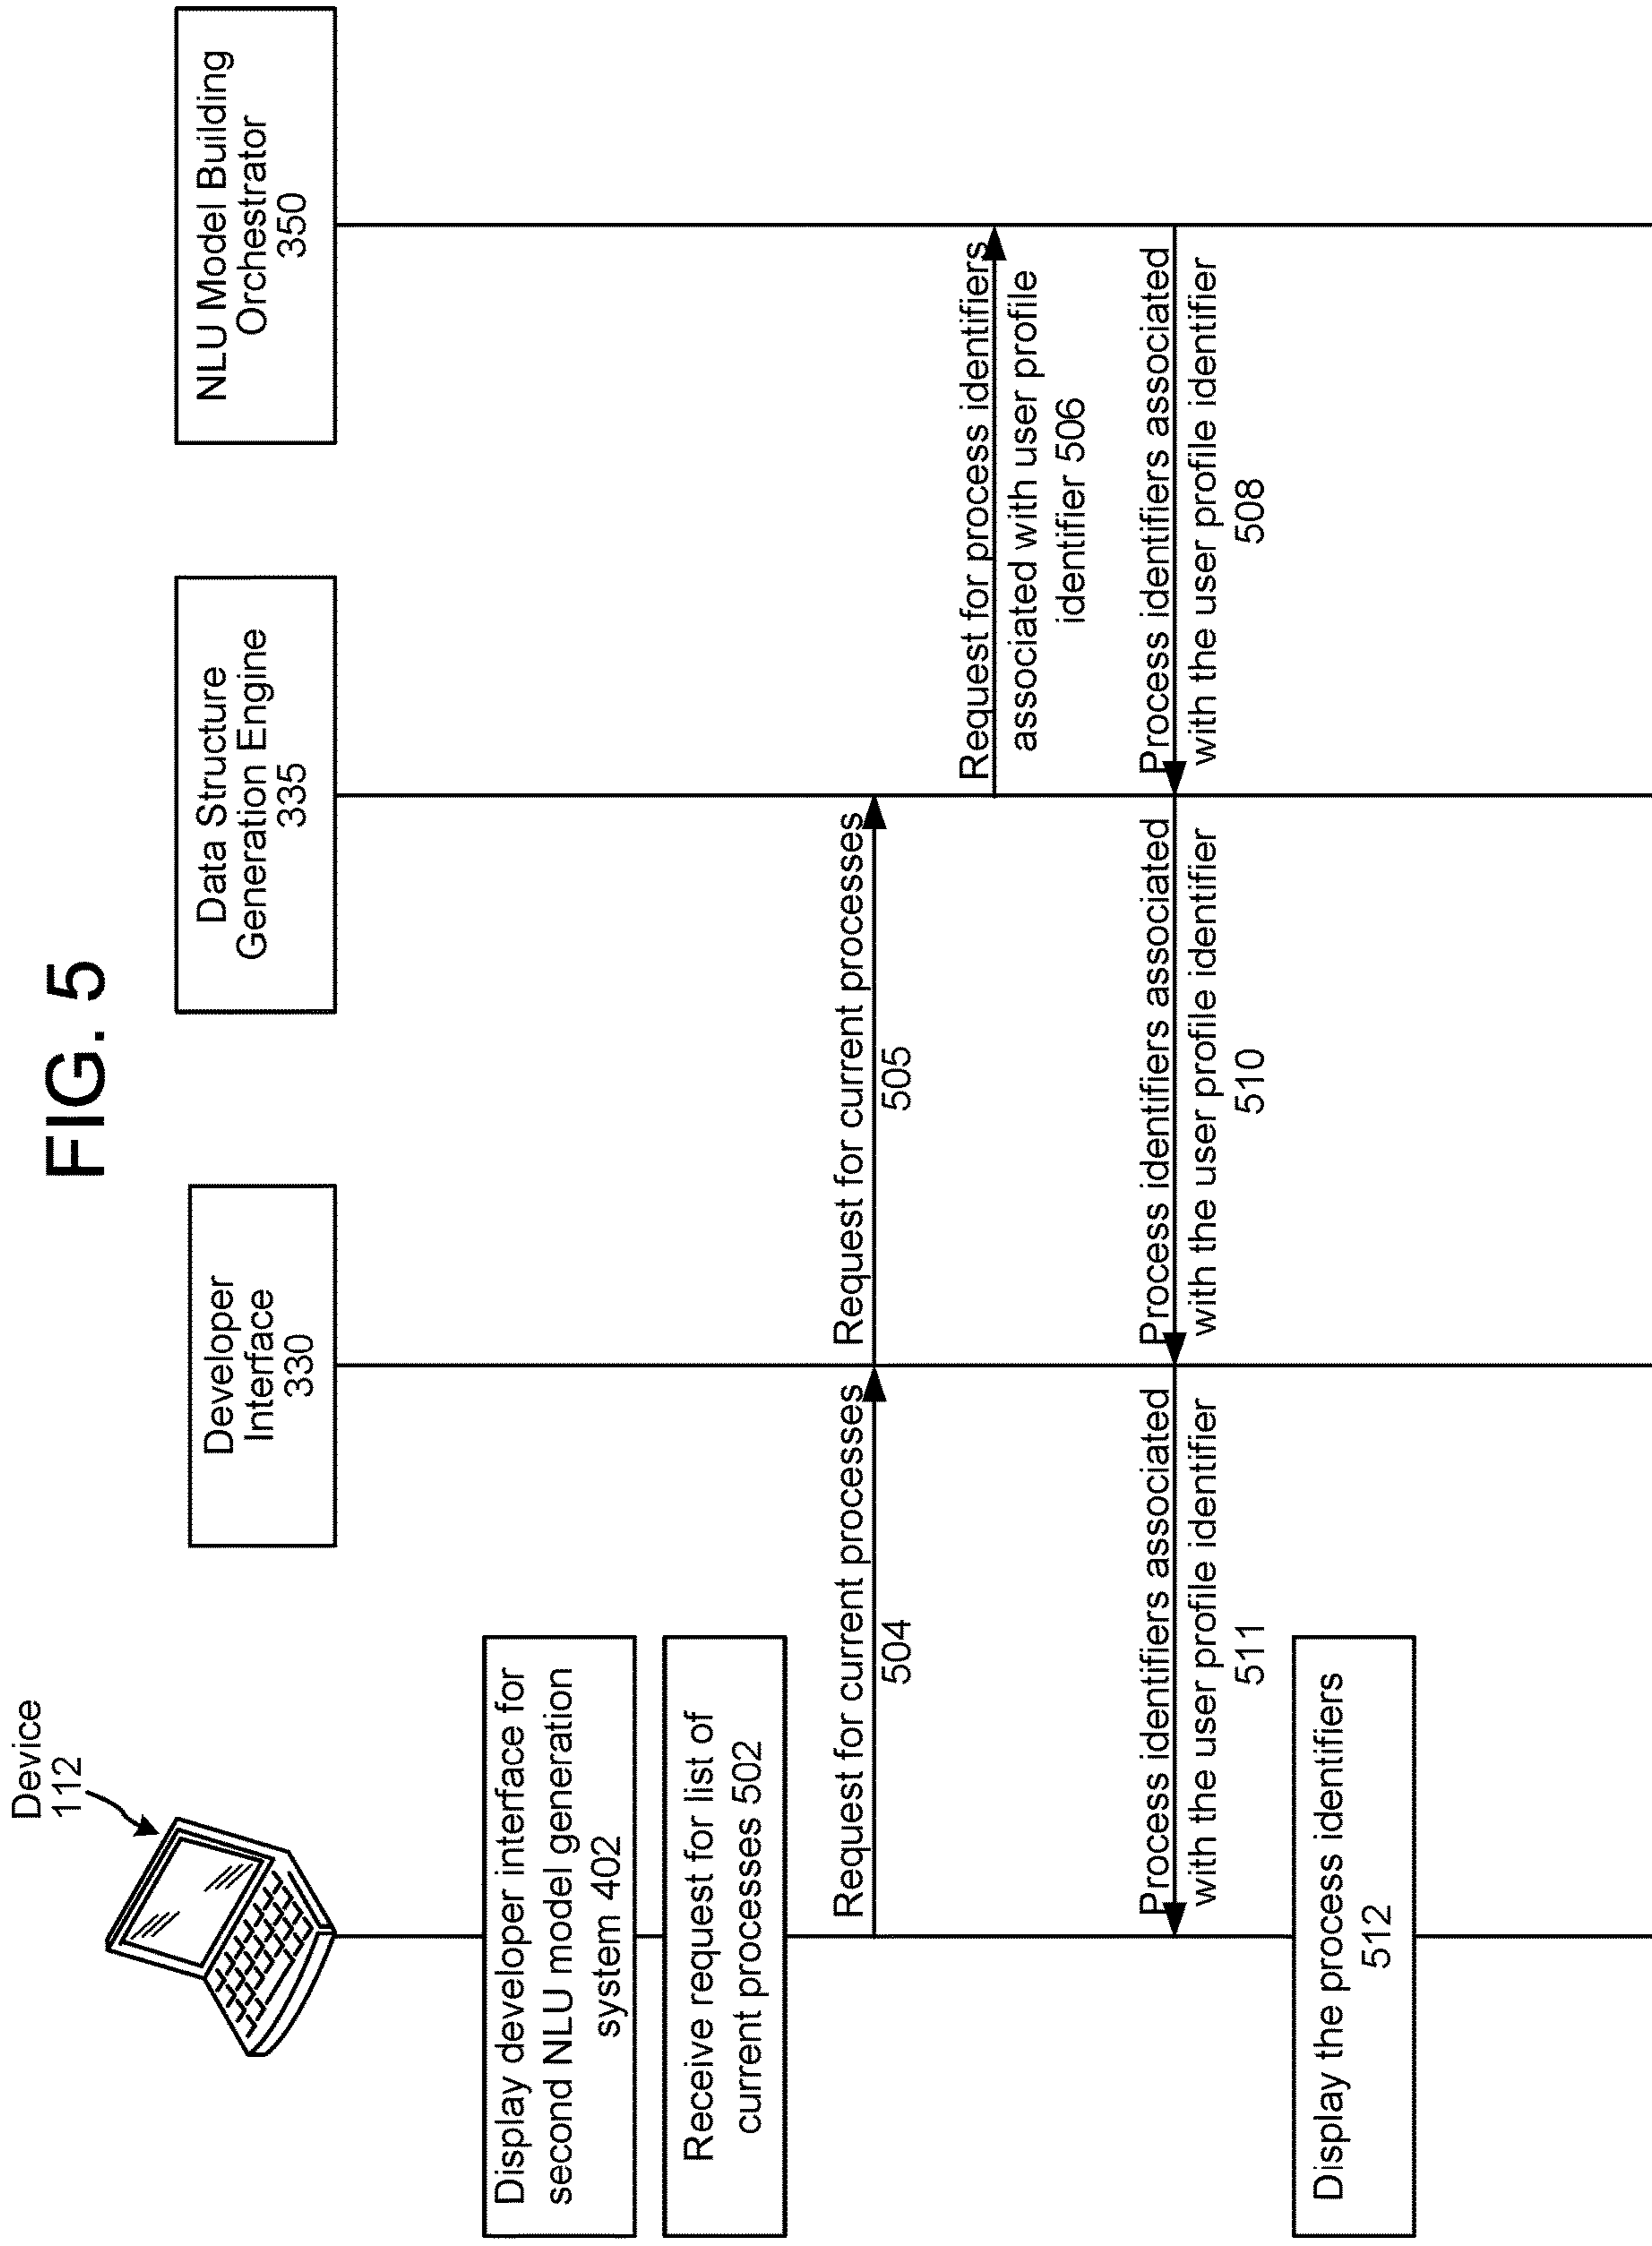 FIG. 5
Device
112
Developer
Interface
330
Data Structure
Generation Engine
335
NLU Model Building
Orchestrator
350
Display developer interface for
second NLU model generation
system 402
Receive request for list of
current processes 502
Request for current processes
504
Request for current processes
505
Request for process identifiers
associated with user profile
identifier 506
Process identifiers associated
with the user profile identifier
508
Process identifiers associated
with the user profile identifier
510
Process identifiers associated
with the user profile identifier
511
Display the process identifiers
512